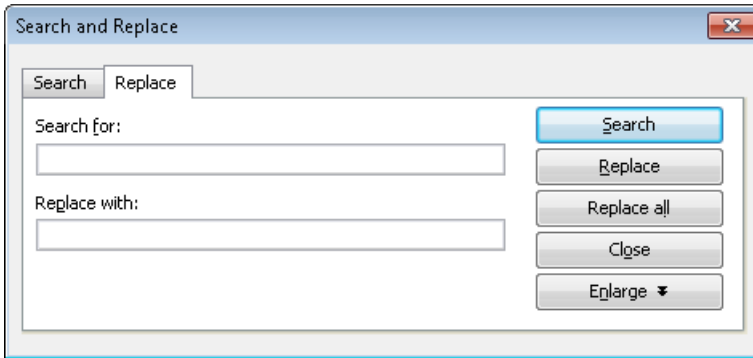 Search and Replace
Search Replace
Search for:
Search
Replace
Replace with:
Replace all
Close
Enlarge